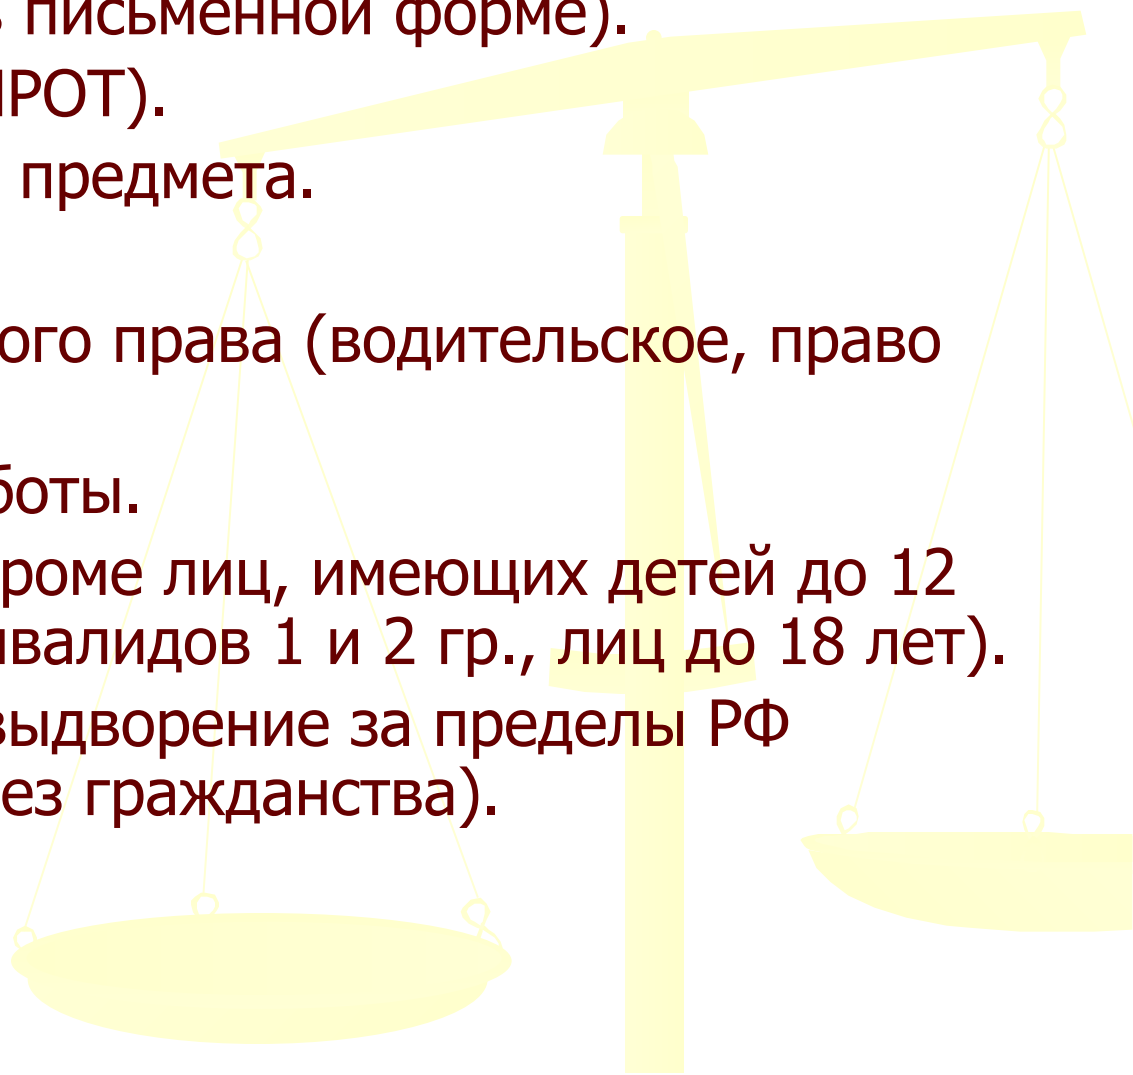 письменной форме).
РОТ).
предмета.
ого права (водительское, право
боты.
роме лиц, имеющих детей до 12
валидов 1 и 2 гр., лиц до 18 лет).
выдворение за пределы РФ
ез гражданства).